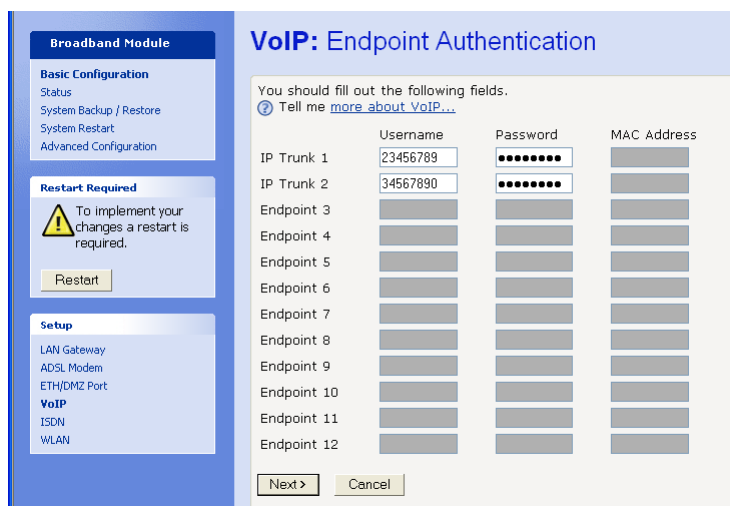 Broadband Module
Basic Configuration
Status
System Backup / Restore
System Restart
Advanced Configuration
Restart Required
To implement your
changes a restart is
required.
Restart
Setup
LAN Gateway
ADSL Modem
ETH/DMZ Port
VoIP
ISDN
WLAN
VoIP: Endpoint Authentication
You should fill out the following fields.
? Tell me more about VoIP...
Username Password MAC Address
IP Trunk 1 23456789 ●●●●●●●●
IP Trunk 2 34567890 ●●●●●●●●
Endpoint 3
Endpoint 4
Endpoint 5
Endpoint 6
Endpoint 7
Endpoint 8
Endpoint 9
Endpoint 10
Endpoint 11
Endpoint 12
Next> Cancel